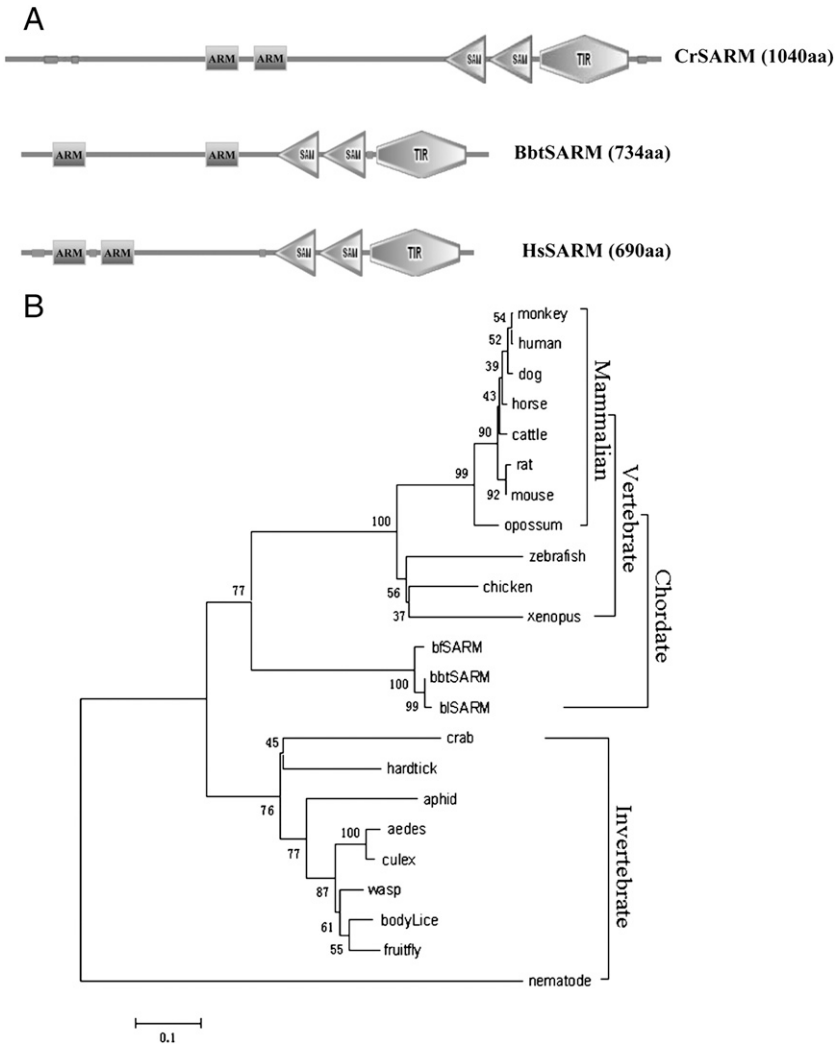 A
ARM ARM SAM SAM TIR CrSARM (1040aa)
ARM ARM SAM SAM TIR BbtSARM (734aa)
ARM ARM SAM SAM TIR HsSARM (690aa)
B
54 monkey
52 human
39 dog
43 horse
90 cattle
99 rat
92 mouse
opossum
100
zebrafish
56 chicken
37 xenopus
77
bfSARM
100 bbtSARM
99 blSARM
45 crab
hardtick
76 aphid
77
100 aedes
culex
87 wasp
61 bodyLice
55 fruitfly
nematode
Mammalian
Vertebrate
Chordate
Invertebrate
0.1